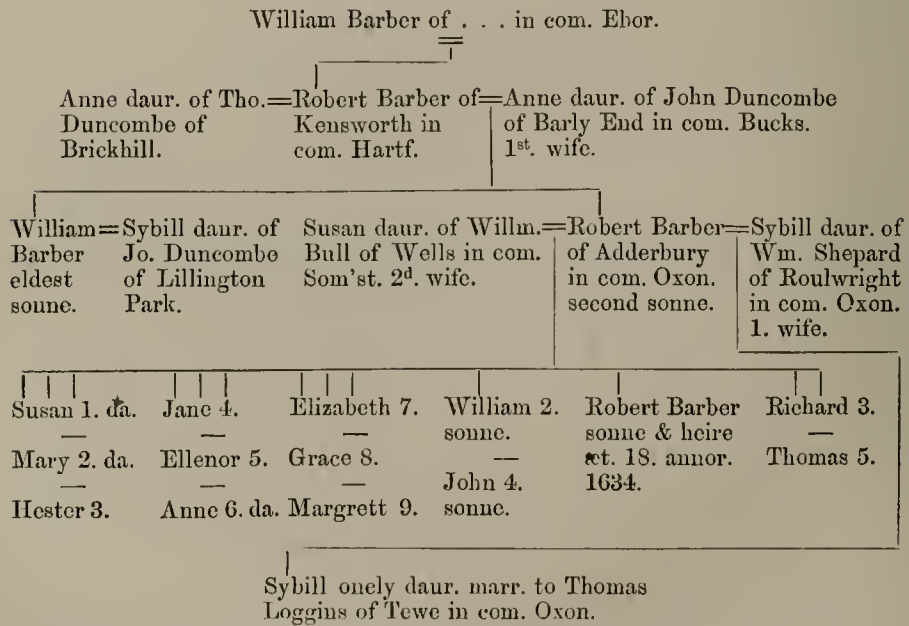 William Barber of . . . in com. Ebor.
Anne daur. of Tho.=Robert Barber of=Anne daur. of John Duncombe
Duncombe of Kensworth in of Barly End in com. Bucks.
Brickhill. com. Hartf. 1st. wife.
William=Sybill daur. of Susan daur. of Willm.=Robert Barber=Sybill daur. of
Barber Jo. Duncombe Bull of Wells in com. of Adderbury Wm. Shepard
eldest of Lillington Som'st. 2d. wife. in com. Oxon. of Roulwright
sonne. Park. second sonne. in com. Oxon.
1. wife.
Susan 1. da. Jane 4. Elizabeth 7. William 2. Robert Barber Richard 3.
— — — sonne. sonne & heire —
Mary 2. da. Ellenor 5. Grace 8. — æt. 18. annor. Thomas 5.
— — — John 4. 1634.
Hester 3. Anne 6. da. Margrett 9. sonne.
Sybill onely daur. marr. to Thomas
Loggins of Tewe in com. Oxon.